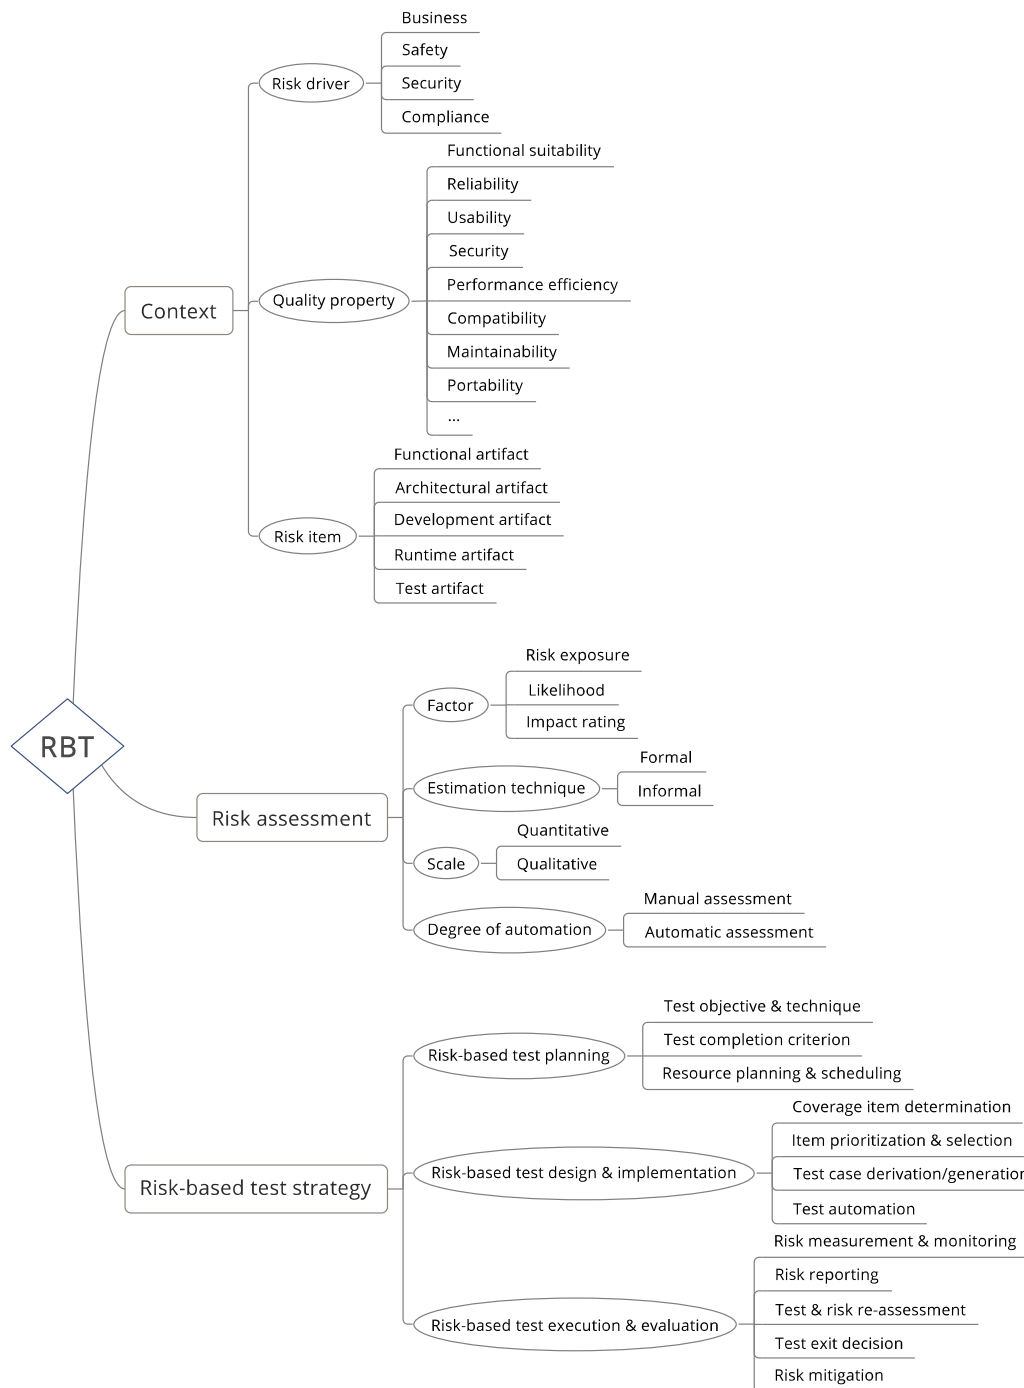 Business
Safety
Risk driver
Security
Compliance
Functional suitability
Reliability
Usability
Security
Performance efficiency
Quality property
Context
Compatibility
Maintainability
Portability
...
Functional artifact
Architectural artifact
Development artifact
Risk item
Runtime artifact
Test artifact
RBT
Risk exposure
Factor
Likelihood
Impact rating
Formal
Estimation technique
Informal
Risk assessment
Quantitative
Scale
Qualitative
Manual assessment
Degree of automation
Automatic assessment
Test objective & technique
Test completion criterion
Risk-based test planning
Resource planning & scheduling
Coverage item determination
Item prioritization & selection
Risk-based test design & implementation
Test case derivation/generation
Risk-based test strategy
Test automation
Risk measurement & monitoring
Risk reporting
Test & risk re-assessment
Risk-based test execution & evaluation
Test exit decision
Risk mitigation